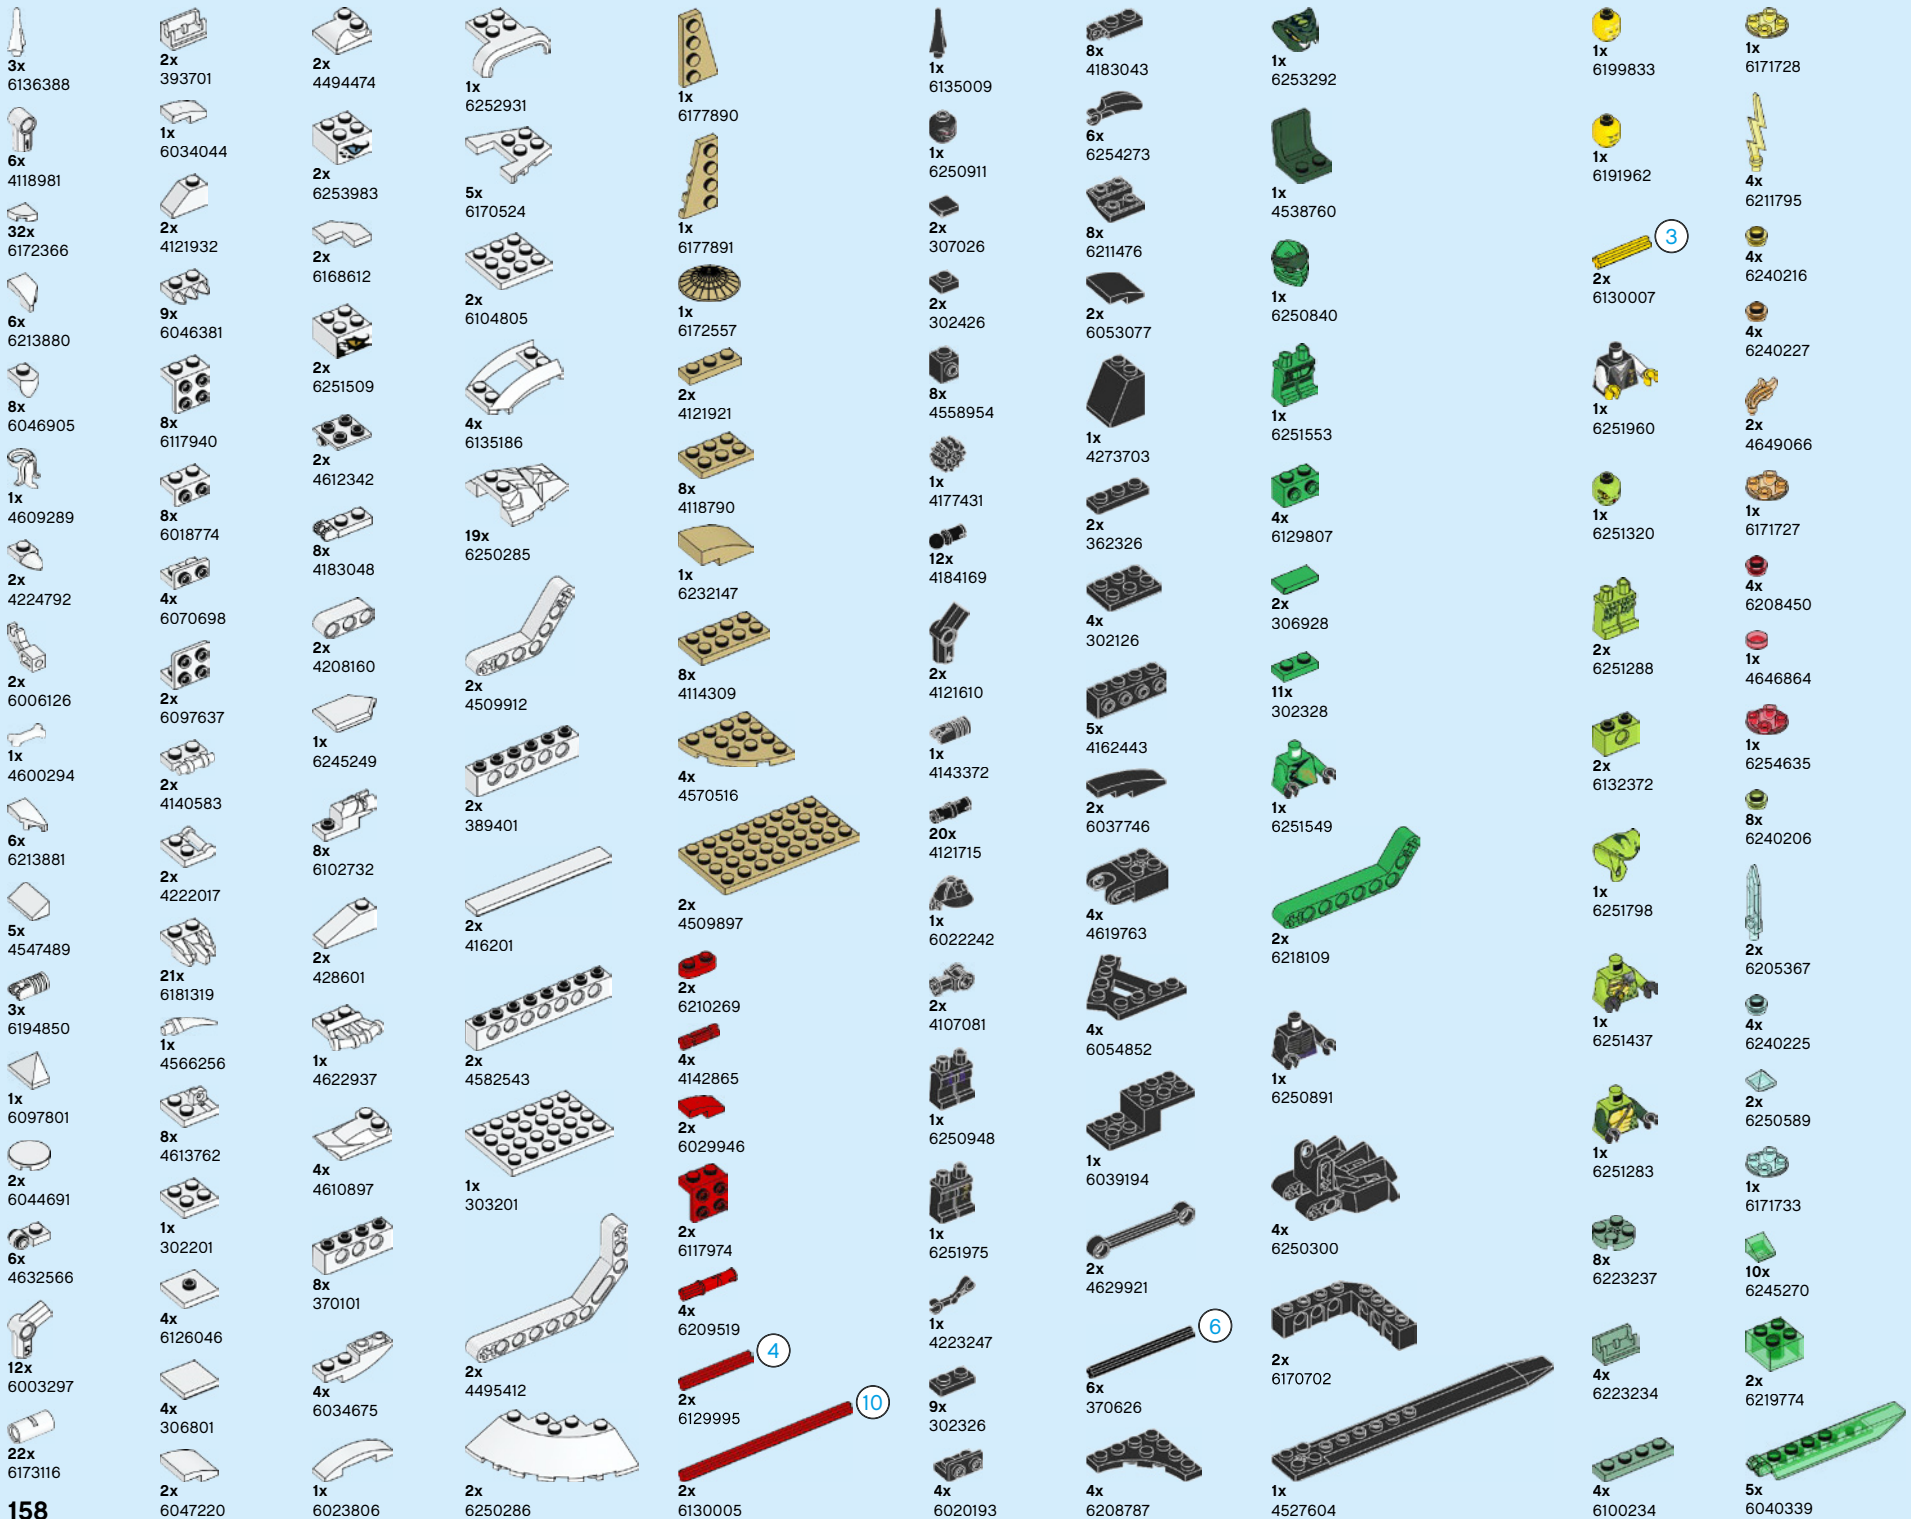 3x
6136388
6x
4118981
32x
6172366
6x
6213880
8x
6046905
1x
4609289
2x
4224792
2x
6006126
1x
4600294
6x
6213881
5x
4547489
3x
6194850
1x
6097801
2x
6044691
6x
4632566
12x
6003297
22x
6173116
158
2x
393701
1x
6034044
2x
4121932
9x
6046381
8x
6117940
8x
6018774
4x
6070698
2x
6097637
2x
4140583
2x
4222017
21x
6181319
1x
4566256
8x
4613762
1x
302201
4x
6126046
4x
306801
2x
6047220
2x
4494474
2x
6253983
2x
6168612
2x
6251509
2x
4612342
8x
4183048
2x
4208160
1x
6245249
8x
6102732
2x
428601
1x
4622937
4x
4610897
8x
370101
4x
6034675
1x
6023806
1x
6252931
5x
6170524
2x
6104805
4x
6135186
19x
6250285
2x
4509912
2x
389401
2x
416201
2x
4582543
1x
303201
2x
4495412
2x
6250286
1x
6177890
1x
6177891
1x
6172557
2x
4121921
8x
4118790
1x
6232147
8x
4114309
4x
4570516
2x
4509897
2x
6210269
4x
4142865
2x
6029946
2x
6117974
4x
6209519
4
2x
6129995
10
2x
6130005
1x
6135009
1x
6250911
2x
307026
2x
302426
8x
4558954
1x
4177431
12x
4184169
2x
4121610
1x
4143372
20x
4121715
1x
6022242
2x
4107081
1x
6250948
1x
6251975
1x
4223247
9x
302326
4x
6020193
8x
4183043
6x
6254273
8x
6211476
2x
6053077
1x
4273703
2x
362326
4x
302126
5x
4162443
2x
6037746
4x
4619763
4x
6054852
1x
6039194
2x
4629921
6
6x
370626
4x
6208787
1x
6253292
1x
4538760
1x
6250840
1x
6251553
4x
6129807
2x
306928
11x
302328
1x
6251549
2x
6218109
1x
6250891
4x
6250300
2x
6170702
1x
4527604
1x
6199833
1x
6191962
3
2x
6130007
1x
6251960
1x
6251320
2x
6251288
2x
6132372
1x
6251798
1x
6251437
1x
6251283
8x
6223237
4x
6223234
4x
6100234
1x
6171728
4x
6211795
4x
6240216
4x
6240227
2x
4649066
1x
6171727
4x
6208450
1x
4646864
1x
6254635
8x
6240206
2x
6205367
4x
6240225
2x
6250589
1x
6171733
10x
6245270
2x
6219774
5x
6040339